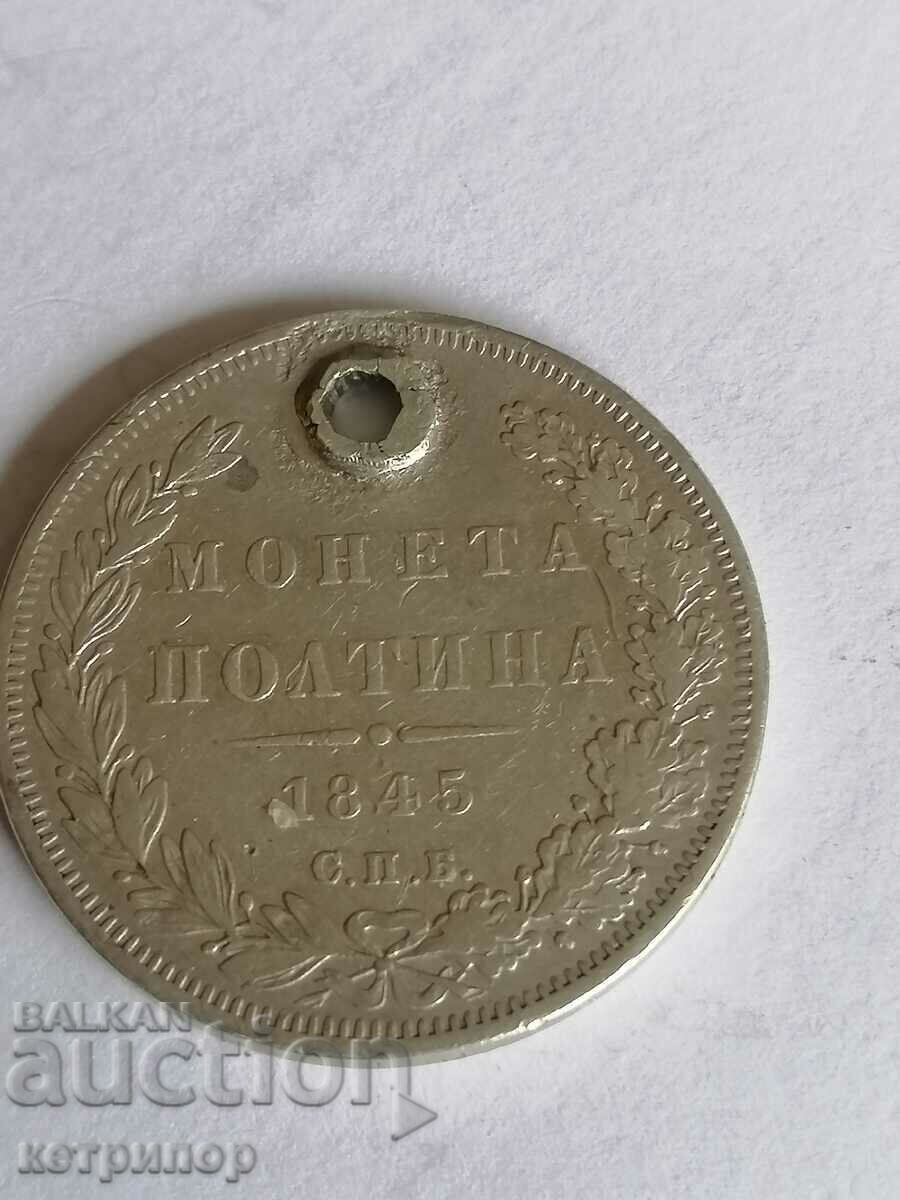 МОНЕТА
ПОЛТИНА
1845
С.П.Б.
BALKAN
auction
кетрипор